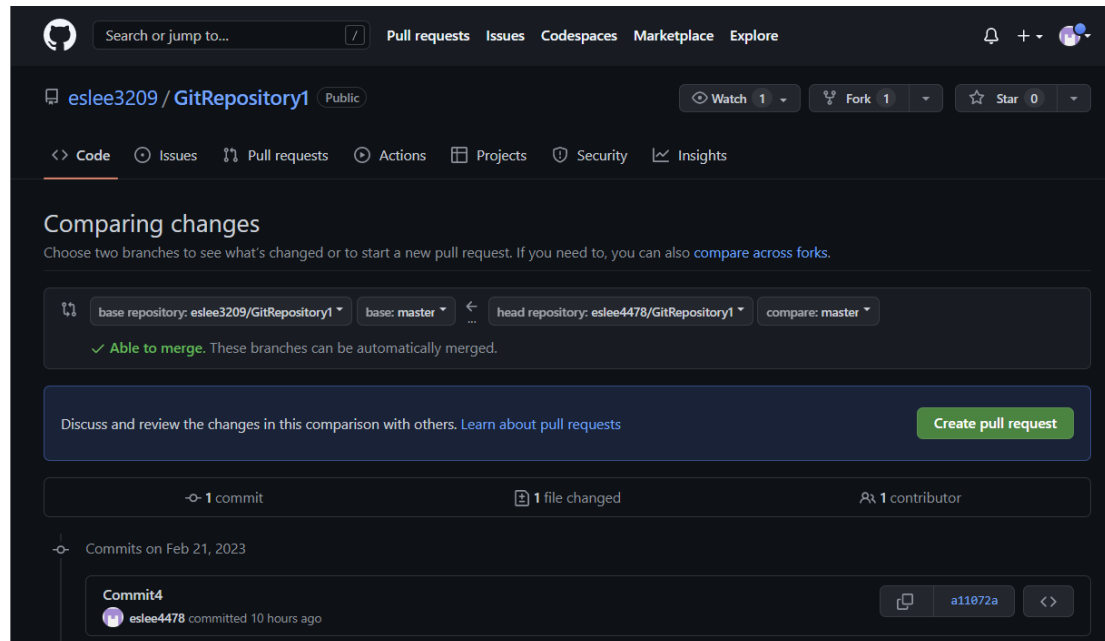 Search or jump to... / Pull requests Issues Codespaces Marketplace Explore
eslee3209 / GitRepository1 Public Watch 1 Fork 1 Star 0
Code Issues Pull requests Actions Projects Security Insights
Comparing changes
Choose two branches to see what's changed or to start a new pull request. If you need to, you can also compare across forks.
base repository: eslee3209/GitRepository1 base: master ... head repository: eslee4478/GitRepository1 compare: master
Able to merge. These branches can be automatically merged.
Discuss and review the changes in this comparison with others. Learn about pull requests Create pull request
1 commit 1 file changed 1 contributor
Commits on Feb 21, 2023
Commit4 a11072a
eslee4478 committed 10 hours ago